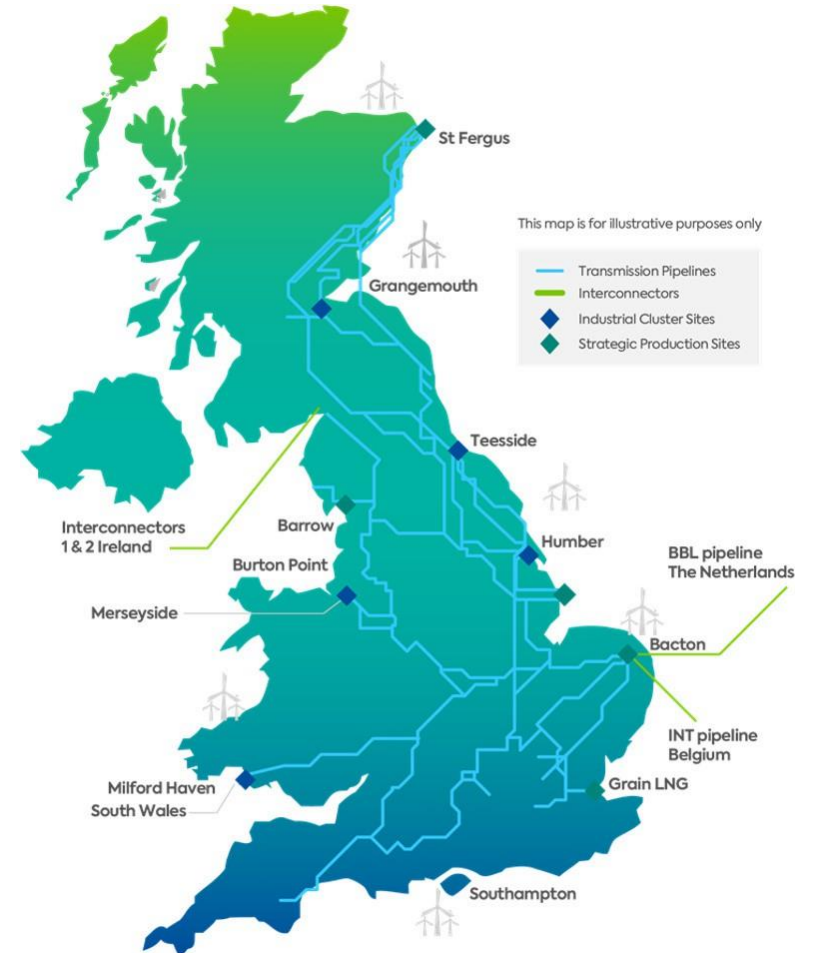 St Fergus
This map is for illustrative purposes only
Transmission Pipelines
Interconnectors
Industrial Cluster Sites
Strategic Production Sites
Grangemouth
Teesside
Interconnectors
1 & 2 Ireland
Barrow
Humber
BBL pipeline
The Netherlands
Burton Point
Merseyside
Bacton
INT pipeline
Belgium
Milford Haven
South Wales
Grain LNG
Southampton